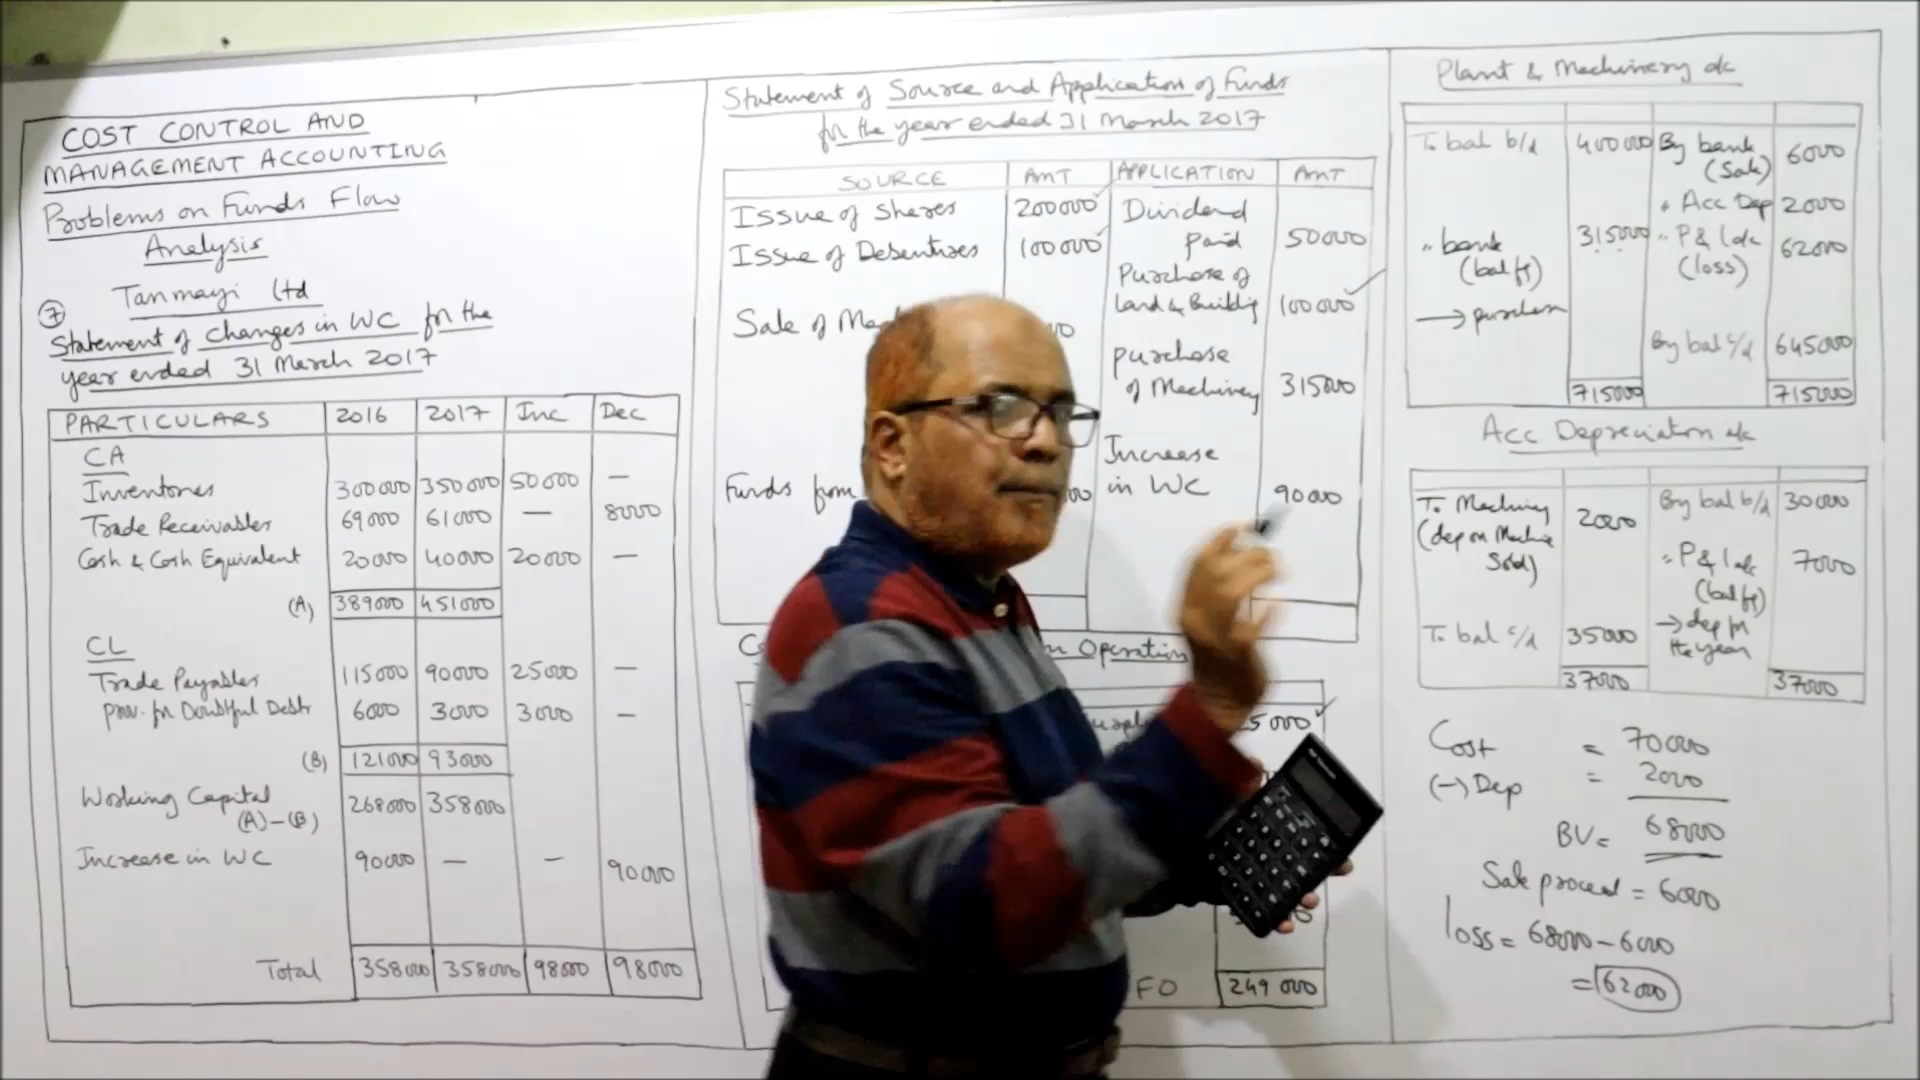 COST CONTROL AND
MANAGEMENT ACCOUNTING
Problems on Funds Flow
Analysis
Tanmayi Ltd
7
Statement of changes in WC for the
year ended 31 March 2017
PARTICULARS 2016 2017 Inc Dec
CA
Inventories 300000 350000 50000 —
Trade Receivables 69000 61000 — 8000
Cash & Cash Equivalent 20000 40000 20000 —
(A) 389000 451000
CL
Trade Payables 115000 90000 25000 —
Prov. for Doubtful Debts 6000 3000 3000 —
(B) 121000 93000
Working Capital
(A)-(B) 268000 358000
Increase in WC 90000 — — 90000
Total 358000 358000 98000 98000
Statement of Source and Application of Funds
for the year ended 31 March 2017
SOURCE AMT APPLICATION AMT
Issue of Shares 200000 Dividend
paid 50000
Issue of Debentures 100000
Purchase of
Land & Building 100000
Sale of
purchase
of Machinery 315000
Increase
in WC 90000
Funds from
Operation
5000
FO 249000
Plant & Machinery a/c
To bal b/d 400000 By bank
(Sale) 6000
" Acc Dep 2000
" bank
(bal fg) 315000 " P & L a/c
(loss) 62000
→ purchase
By bal c/d 645000
715000 715000
Acc Depreciation a/c
To Machinery
(dep on Machine
Sold) 2000
By bal b/d 30000
" P & L a/c
(bal fg) 7000
→ dep for
the year
To bal c/d 35000
37000 37000
Cost = 70000
(-) Dep = 2000
BV = 68000
Sale proceed = 6000
loss = 68000 - 6000
= 62000